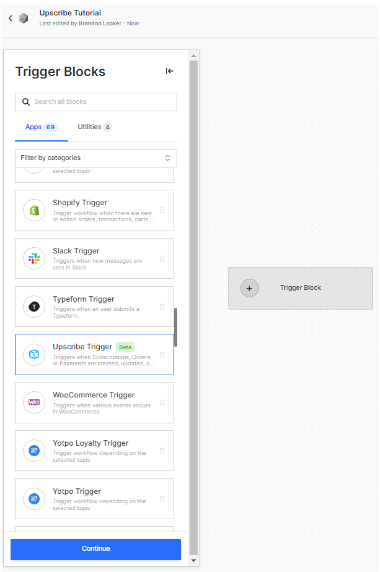 Upscribe Tutorial
Last edited by Brandon Looker - Now
Trigger Blocks
Search all blocks
Apps 69 Utilities 4
Filter by categories
selected topic
Shopify Trigger
Trigger workflow when there are new
or edited orders, transactions, carts,...
Slack Trigger
Triggers when new messages are
sent in Slack
Typeform Trigger
Triggers when an user submits a
Typeform.
Upscribe Trigger Beta
Triggers when Subscriptions, Orders,
or Payments are created, updated, o...
WooCommerce Trigger
Triggers when various events occurs
in WooCommerce
Yotpo Loyalty Trigger
Trigger workflow depending on the
selected topic.
Yotpo Trigger
Trigger workflow depending on the
selected topic.
Continue
Trigger Block